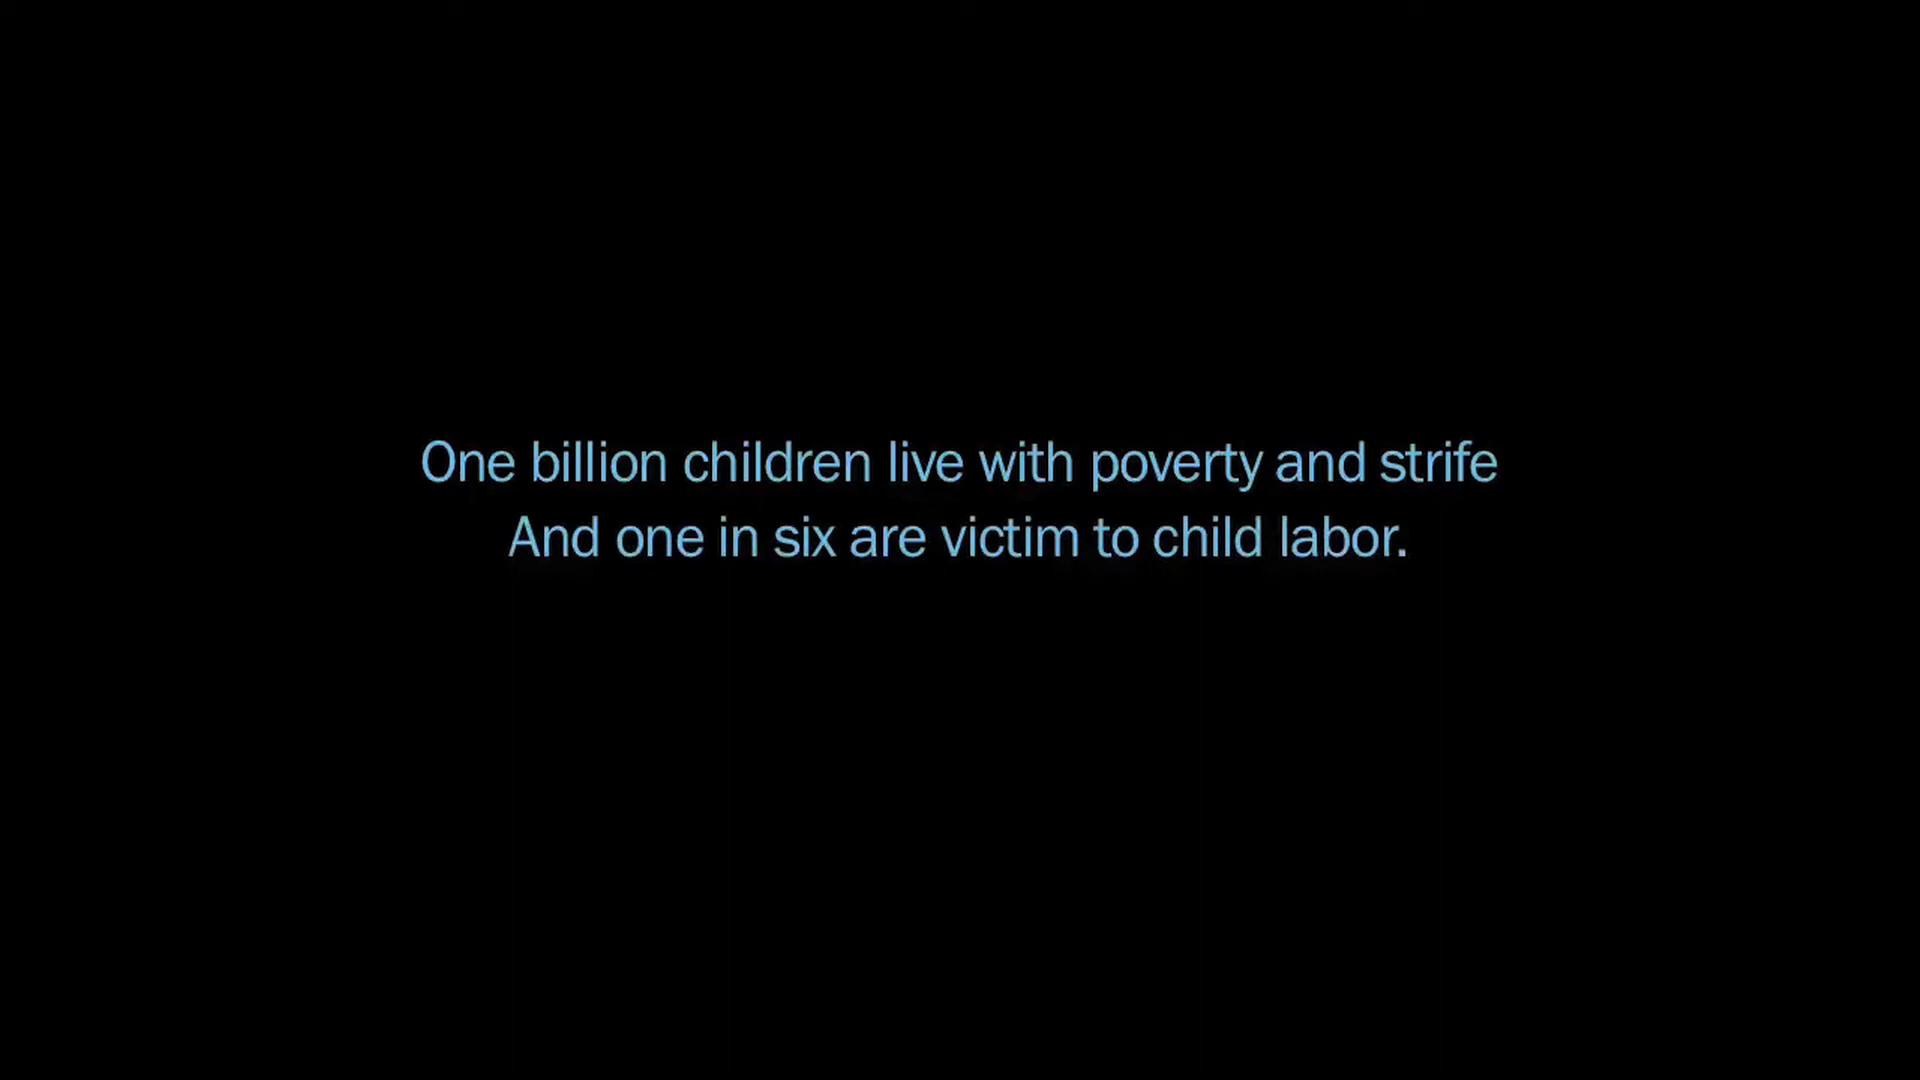 One billion children live with poverty and strife
And one in six are victim to child labor.